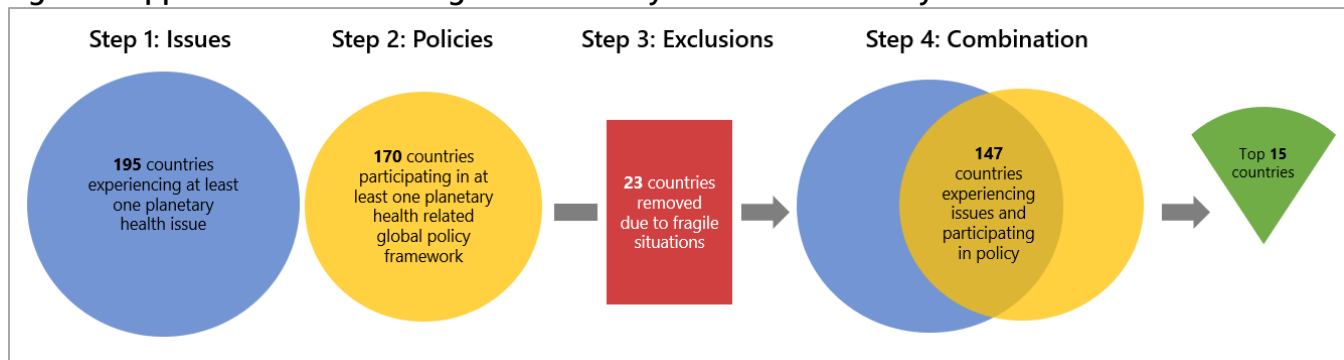 Step 1: Issues
Step 2: Policies
Step 3: Exclusions
Step 4: Combination
195 countries
experiencing at least
one planetary
health issue
170 countries
participating in at
least one planetary
health related
global policy
framework
23 countries
removed
due to fragile
situations
147
countries
experiencing
issues and
participating
in policy
Top 15
countries